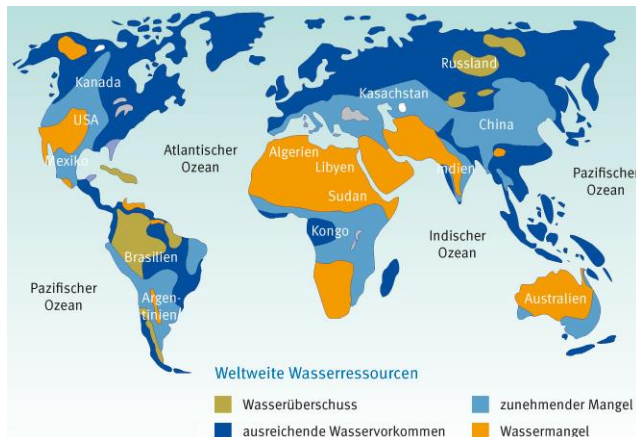 Kanada
USA
Mexiko
Atlantischer
Ozean
Russland
Kasachstan
China
Algerien
Libyen
Sudan
Indien
Pazifischer
Ozean
Kongo
Indischer
Ozean
Brasilien
Pazifischer
Ozean
Argen-
tinien
Australien
Weltweite Wasserressourcen
Wasserüberschuss
zunehmender Mangel
ausreichende Wasservorkommen
Wassermangel